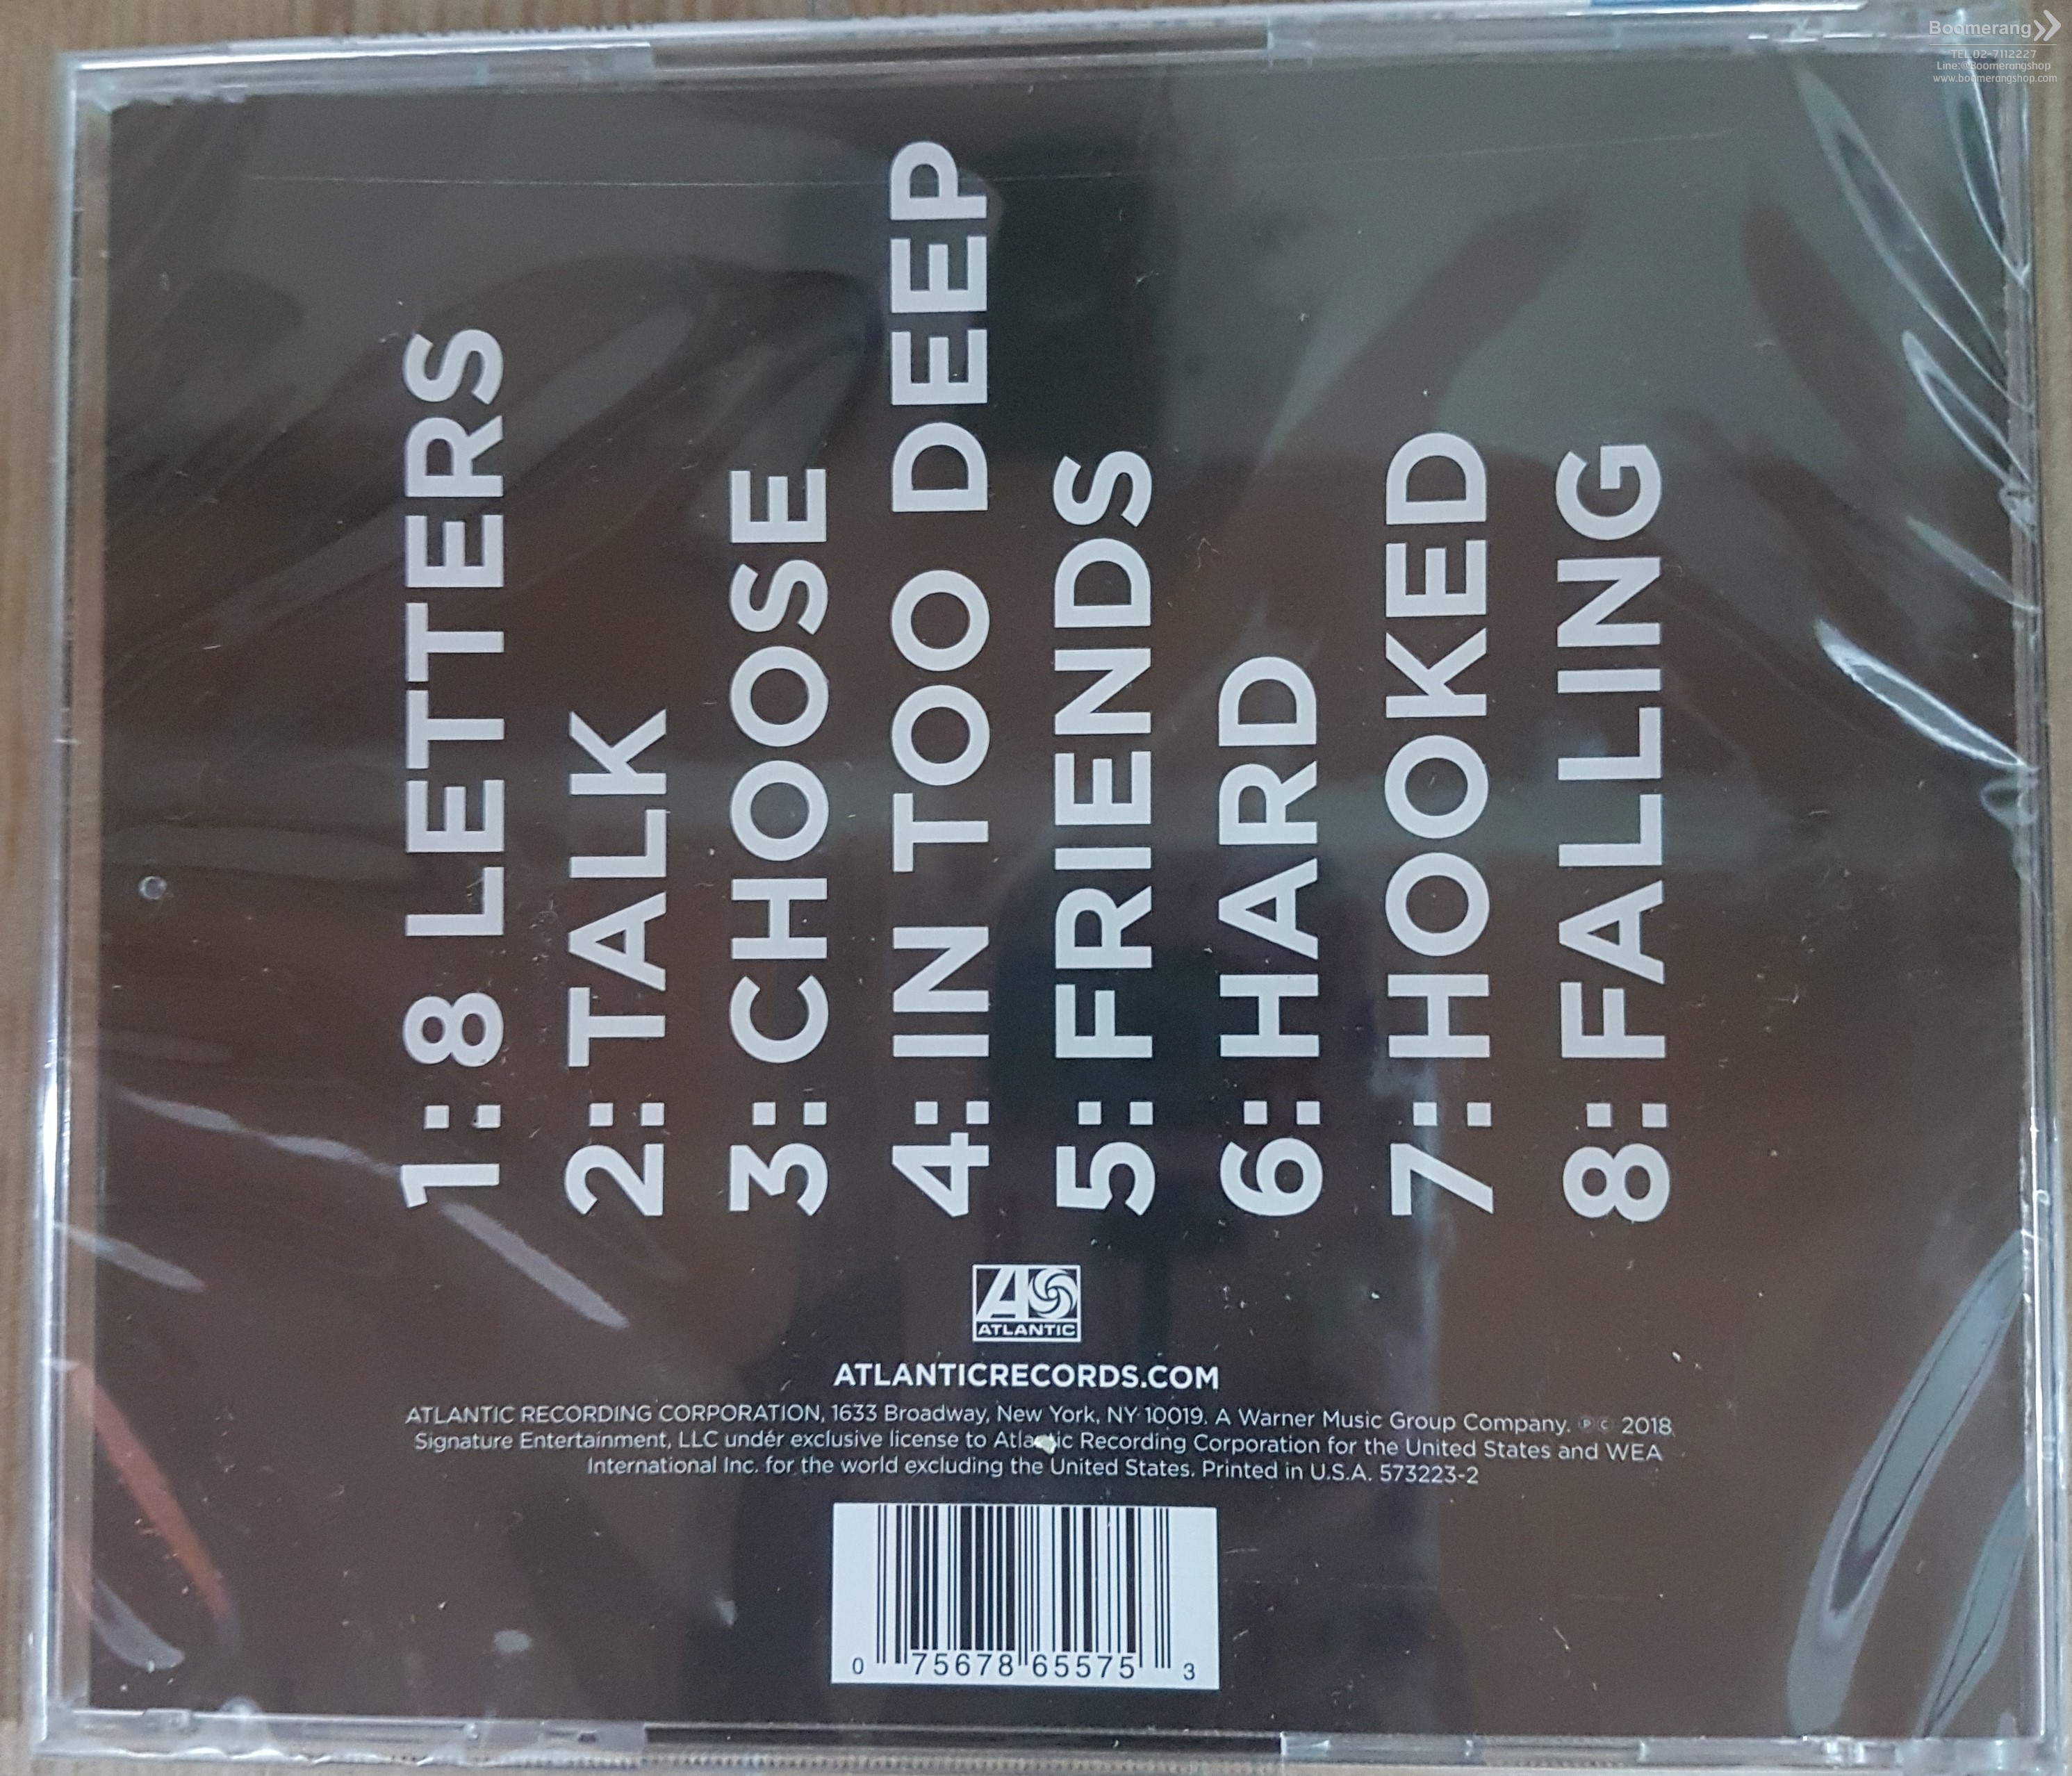 Boomerang
TEL.02-7112227
Line:@Boomerangshop
www.boomerangshop.com
1: 8 LETTERS
2: TALK
3: CHOOSE
4: IN TOO DEEP
5: FRIENDS
6: HARD
7: HOOKED
8: FALLING
ATLANTIC
ATLANTICRECORDS.COM
ATLANTIC RECORDING CORPORATION, 1633 Broadway, New York, NY 10019. A Warner Music Group Company. ℗ © 2018
Signature Entertainment, LLC under exclusive license to Atlantic Recording Corporation for the United States and WEA
International Inc. for the world excluding the United States. Printed in U.S.A. 573223-2
0 75678 65575 3